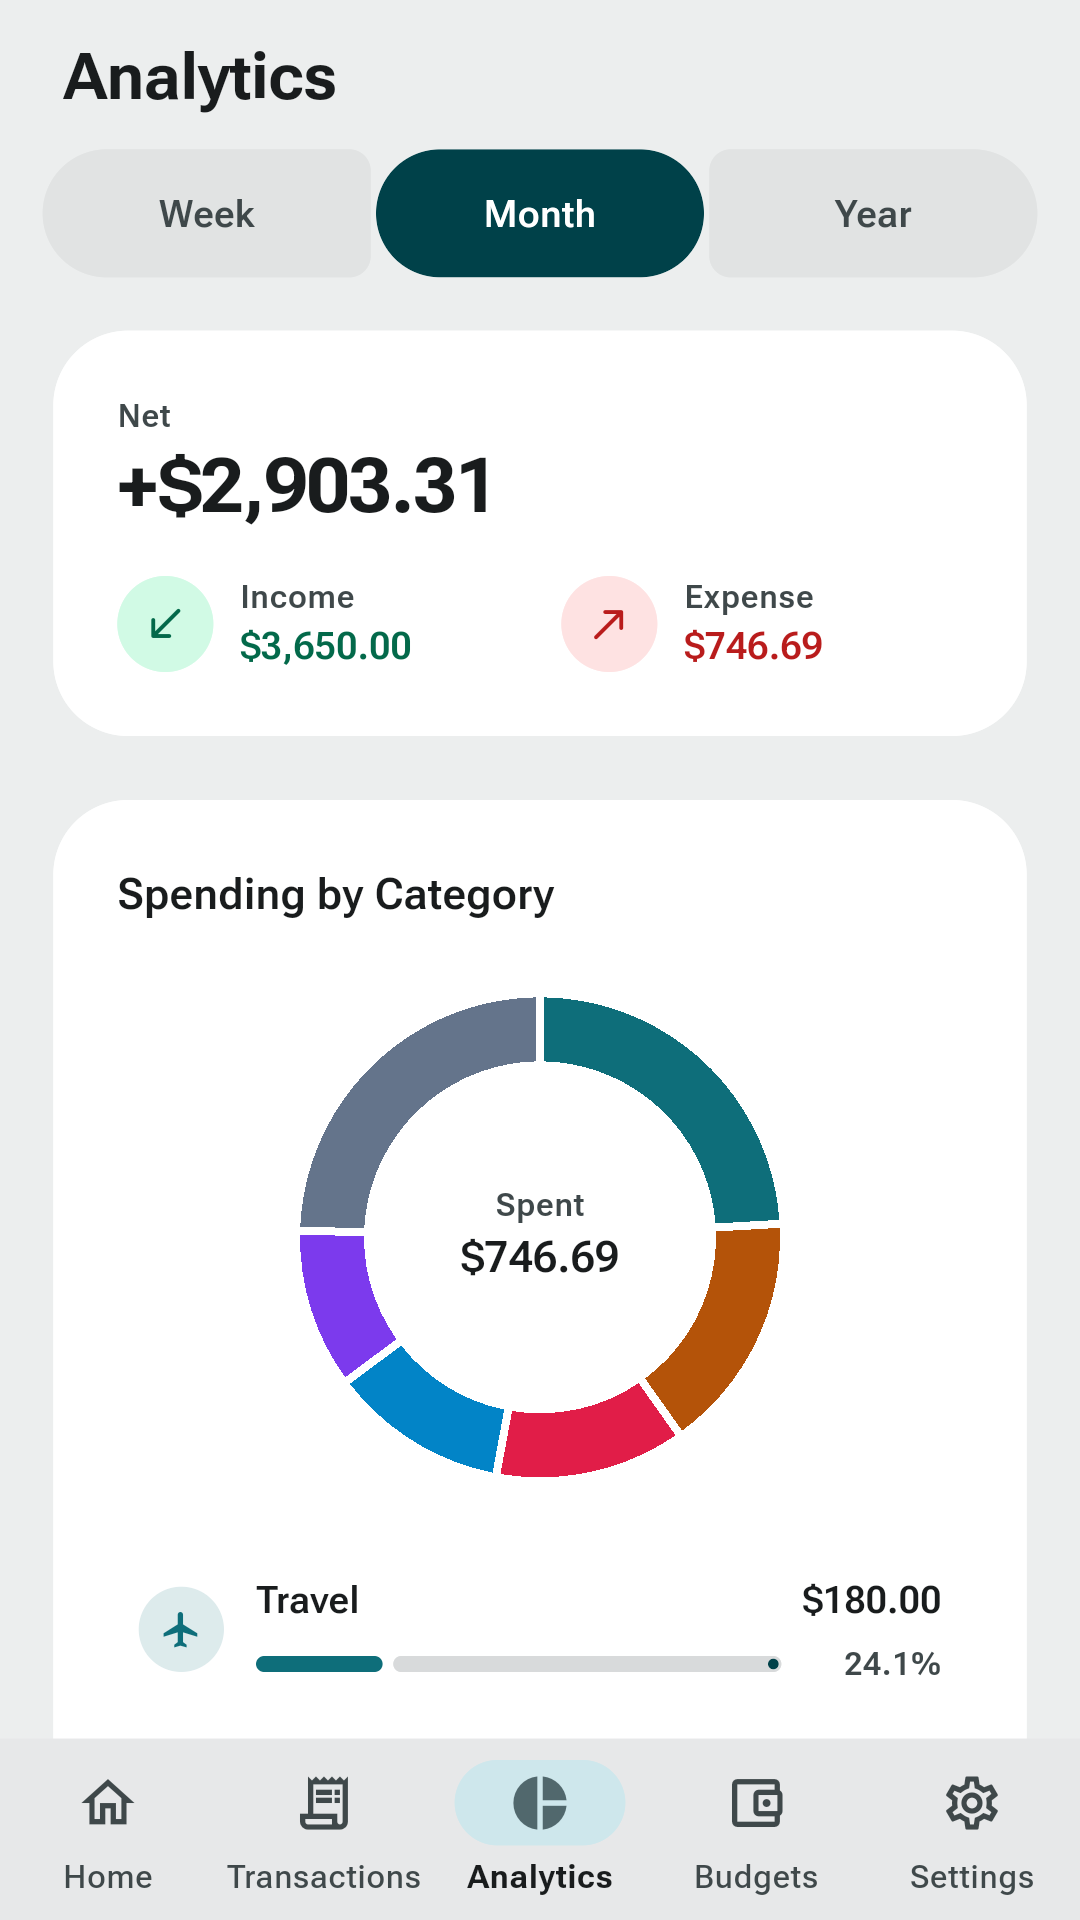 Analytics
Week Month Year
Net
+$2,903.31
Income Expense
$3,650.00 $746.69
Spending by Category
Spent
$746.69
Travel $180.00
24.1%
Home Transactions Analytics Budgets Settings